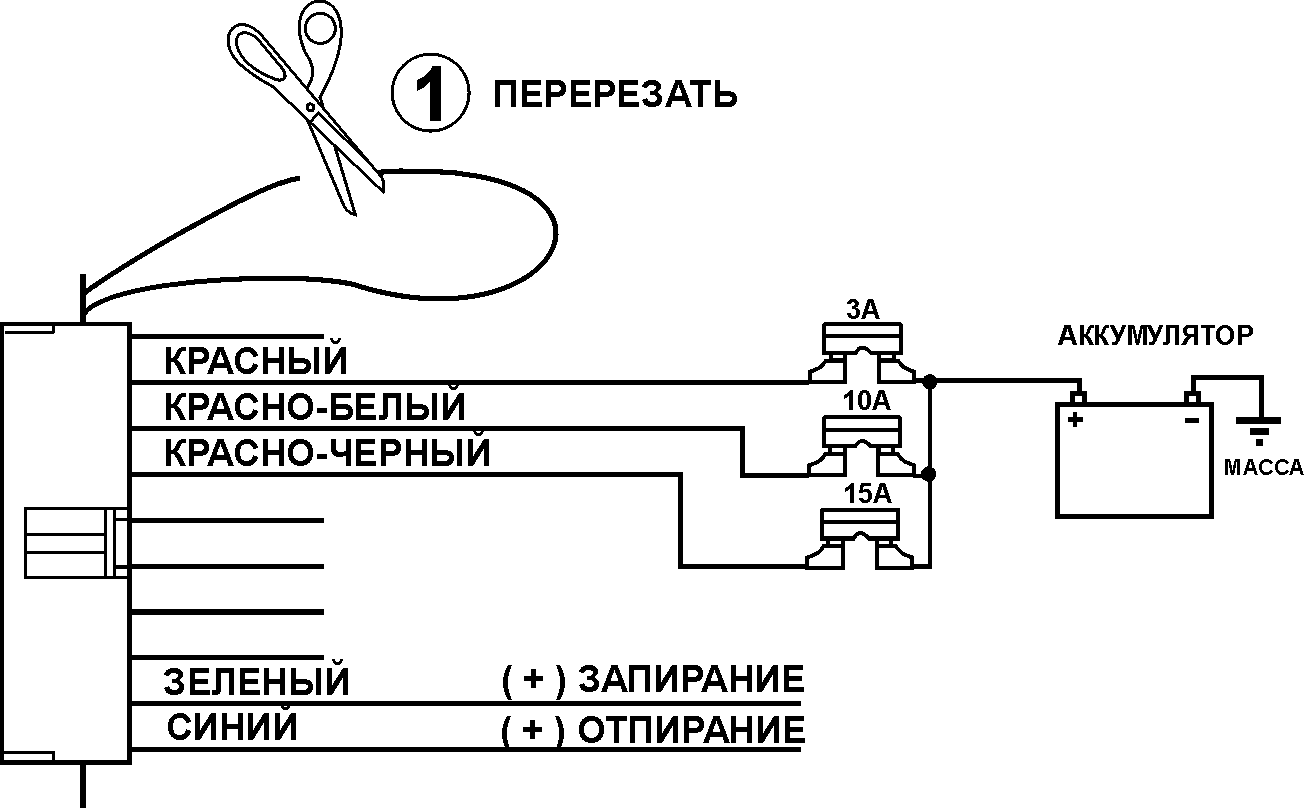 1 ПЕРЕРЕЗАТЬ
3А
АККУМУЛЯТОР
КРАСНЫЙ
КРАСНО-БЕЛЫЙ
10А
+ –
КРАСНО-ЧЕРНЫЙ
МАССА
15А
ЗЕЛЕНЫЙ ( + ) ЗАПИРАНИЕ
СИНИЙ ( + ) ОТПИРАНИЕ